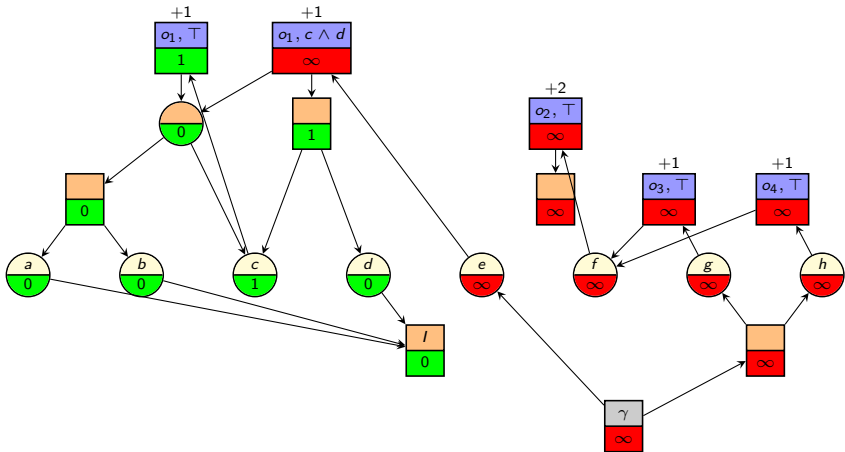 +1 +1
o₁, ⊤ o₁, c ∧ d
1 ∞
+2
o₂, ⊤
0 1 ∞
+1 +1
o₃, ⊤ o₄, ⊤
0 ∞ ∞ ∞
a b c d e f g h
0 0 1 0 ∞ ∞ ∞ ∞
I
0 ∞
γ
∞